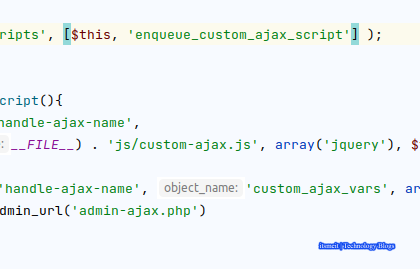 ripts', [$this, 'enqueue_custom_ajax_script'] );
cript(){
handle-ajax-name',
:__FILE__) . 'js/custom-ajax.js', array('jquery'), $
'handle-ajax-name', object_name: 'custom_ajax_vars', ar
dmin_url('admin-ajax.php')
Technology Blogs